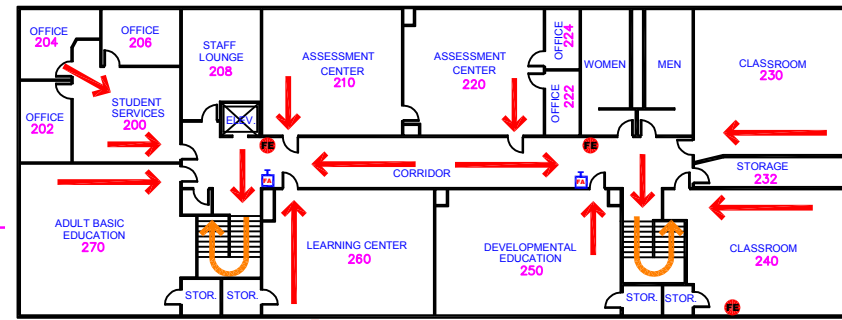 OFFICE
204
OFFICE
206
STAFF
LOUNGE
208
ASSESSMENT
CENTER
210
ASSESSMENT
CENTER
220
OFFICE
224
OFFICE
222
WOMEN
MEN
CLASSROOM
230
OFFICE
202
STUDENT
SERVICES
200
ELEV.
FE
FE
CORRIDOR
STORAGE
232
FA
FA
ADULT BASIC
EDUCATION
270
LEARNING CENTER
260
DEVELOPMENTAL
EDUCATION
250
CLASSROOM
240
STOR.
STOR.
STOR.
STOR.
FE